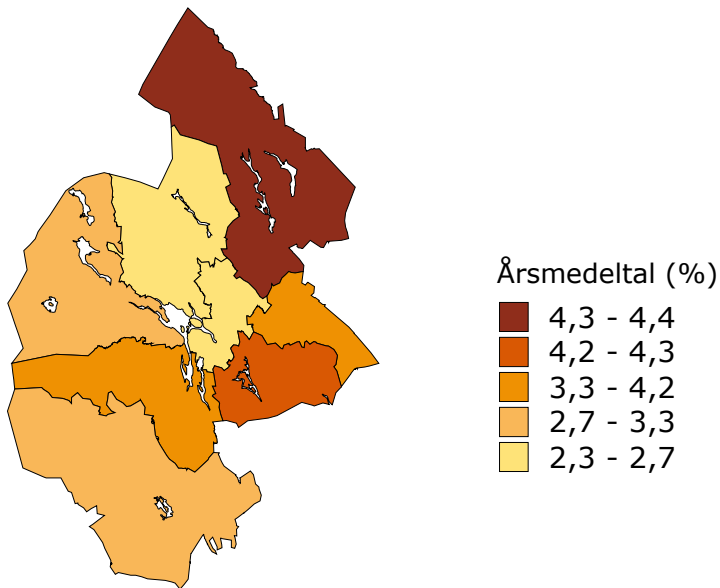 Årsmedeltal (%)
4,3 - 4,4
4,2 - 4,3
3,3 - 4,2
2,7 - 3,3
2,3 - 2,7